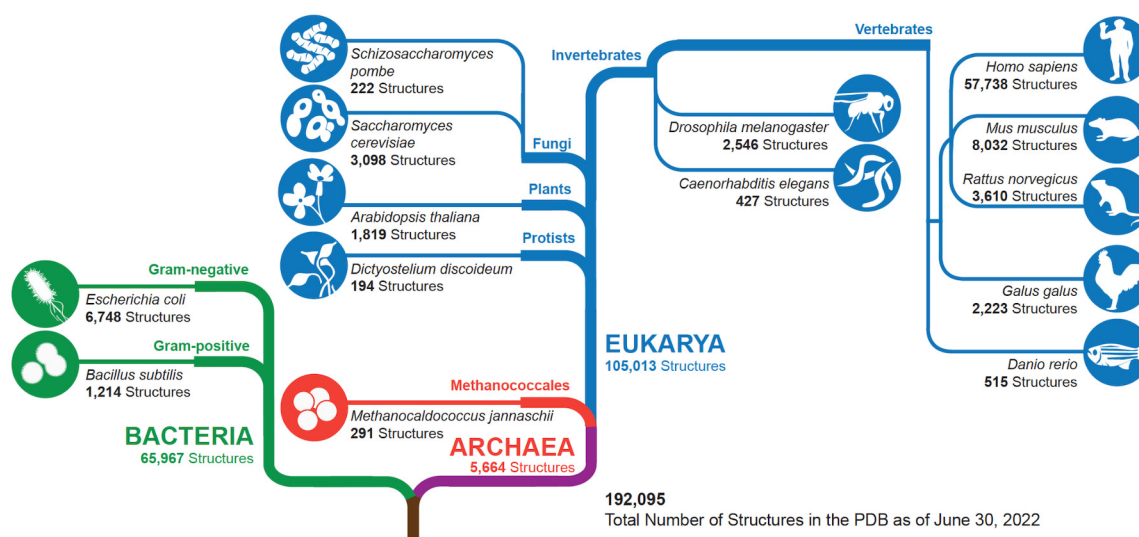 Schizosaccharomyces
pombe
222 Structures
Saccharomyces
cerevisiae
3,098 Structures
Fungi
Plants
Arabidopsis thaliana
1,819 Structures
Protists
Dictyostelium discoideum
194 Structures
Invertebrates
Vertebrates
Drosophila melanogaster
2,546 Structures
Caenorhabditis elegans
427 Structures
Homo sapiens
57,738 Structures
Mus musculus
8,032 Structures
Rattus norvegicus
3,610 Structures
Galus galus
2,223 Structures
Danio rerio
515 Structures
Gram-negative
Escherichia coli
6,748 Structures
Gram-positive
Bacillus subtilis
1,214 Structures
BACTERIA
65,967 Structures
Methanococcales
Methanocaldococcus jannaschii
291 Structures
ARCHAEA
5,664 Structures
EUKARYA
105,013 Structures
192,095
Total Number of Structures in the PDB as of June 30, 2022